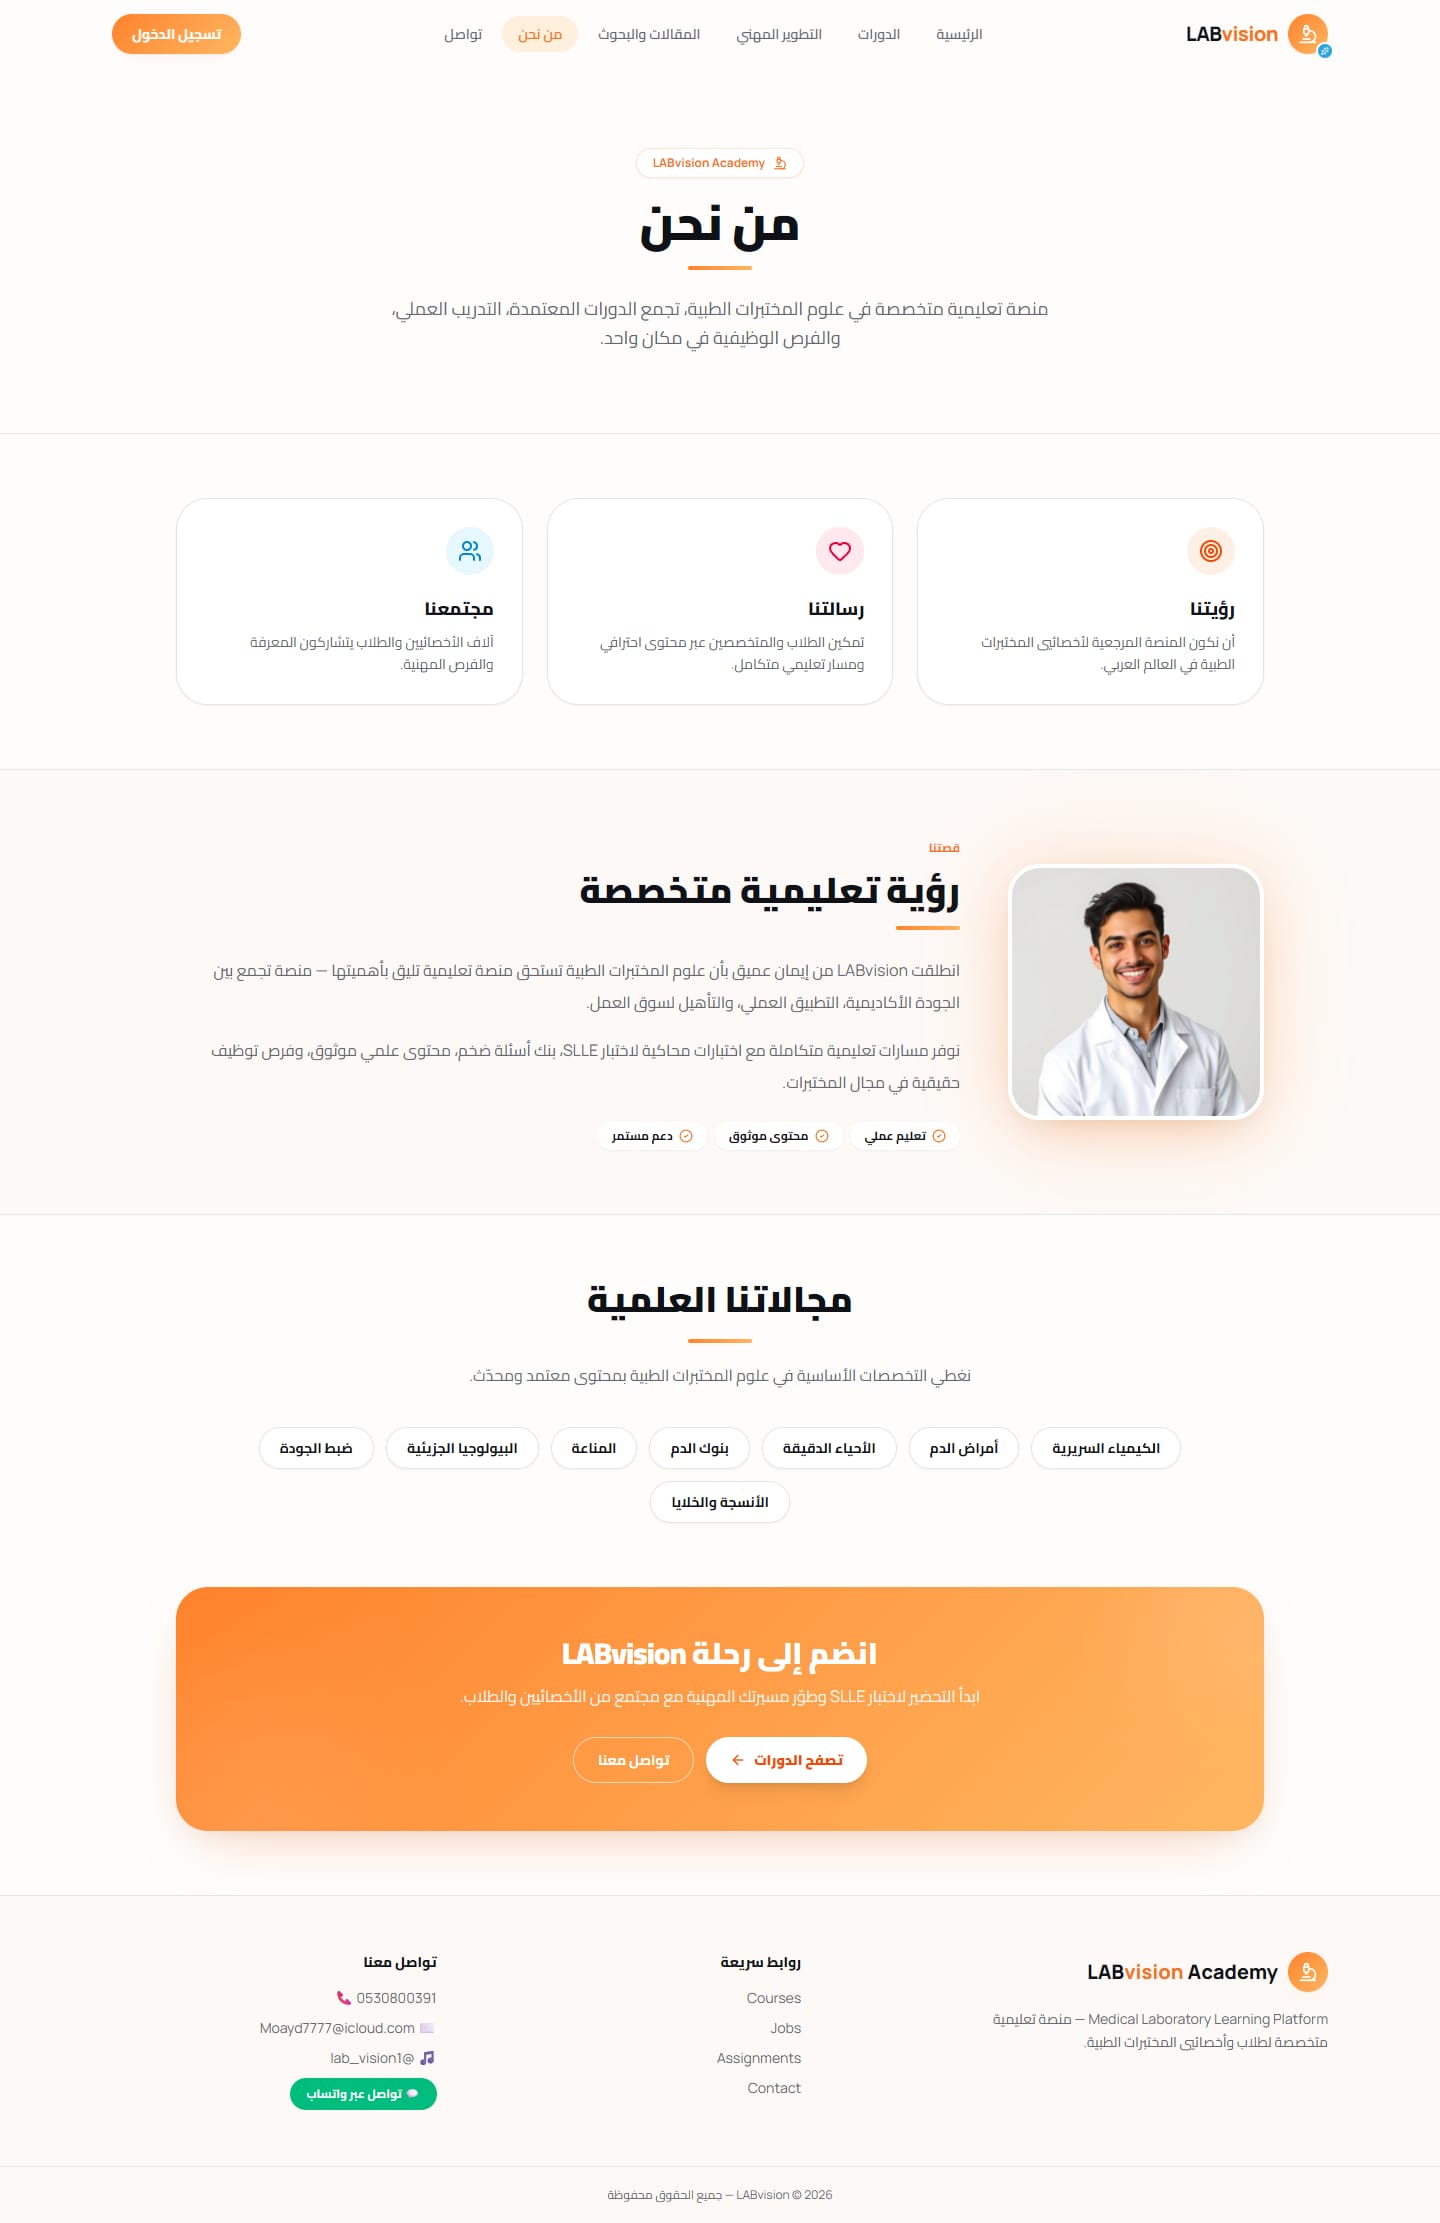 LABvision
الرئيسية
الدورات
التطوير المهني
المقالات والبحوث
من نحن
تواصل
تسجيل الدخول
LABvision Academy
من نحن
منصة تعليمية متخصصة في علوم المختبرات الطبية، تجمع الدورات المعتمدة، التدريب العملي،
والفرص الوظيفية في مكان واحد.
رؤيتنا
أن نكون المنصة المرجعية لأخصائيي المختبرات
الطبية في العالم العربي.
رسالتنا
تمكين الطلاب والمتخصصين عبر محتوى احترافي
ومسار تعليمي متكامل.
مجتمعنا
آلاف الأخصائيين والطلاب يتشاركون المعرفة
والفرص المهنية.
قصتنا
رؤية تعليمية متخصصة
انطلقت LABvision من إيمان عميق بأن علوم المختبرات الطبية تستحق منصة تعليمية تليق بأهميتها — منصة تجمع بين
الجودة الأكاديمية، التطبيق العملي، والتأهيل لسوق العمل.
نوفر مسارات تعليمية متكاملة مع اختبارات محاكية لاختبار SLLE، بنك أسئلة ضخم، محتوى علمي موثوق، وفرص توظيف
حقيقية في مجال المختبرات.
تعليم عملي
محتوى موثوق
دعم مستمر
مجالاتنا العلمية
نغطي التخصصات الأساسية في علوم المختبرات الطبية بمحتوى معتمد ومحدّث.
الكيمياء السريرية
أمراض الدم
الأحياء الدقيقة
بنوك الدم
المناعة
البيولوجيا الجزيئية
ضبط الجودة
الأنسجة والخلايا
انضم إلى رحلة LABvision
ابدأ التحضير لاختبار SLLE وطوّر مسيرتك المهنية مع مجتمع من الأخصائيين والطلاب.
تصفح الدورات
تواصل معنا
LABvision Academy
Medical Laboratory Learning Platform — منصة تعليمية
متخصصة لطلاب وأخصائيي المختبرات الطبية.
روابط سريعة
Courses
Jobs
Assignments
Contact
تواصل معنا
0530800391
Moayd7777@icloud.com
lab_vision1@
تواصل عبر واتساب
LABvision © 2026 — جميع الحقوق محفوظة